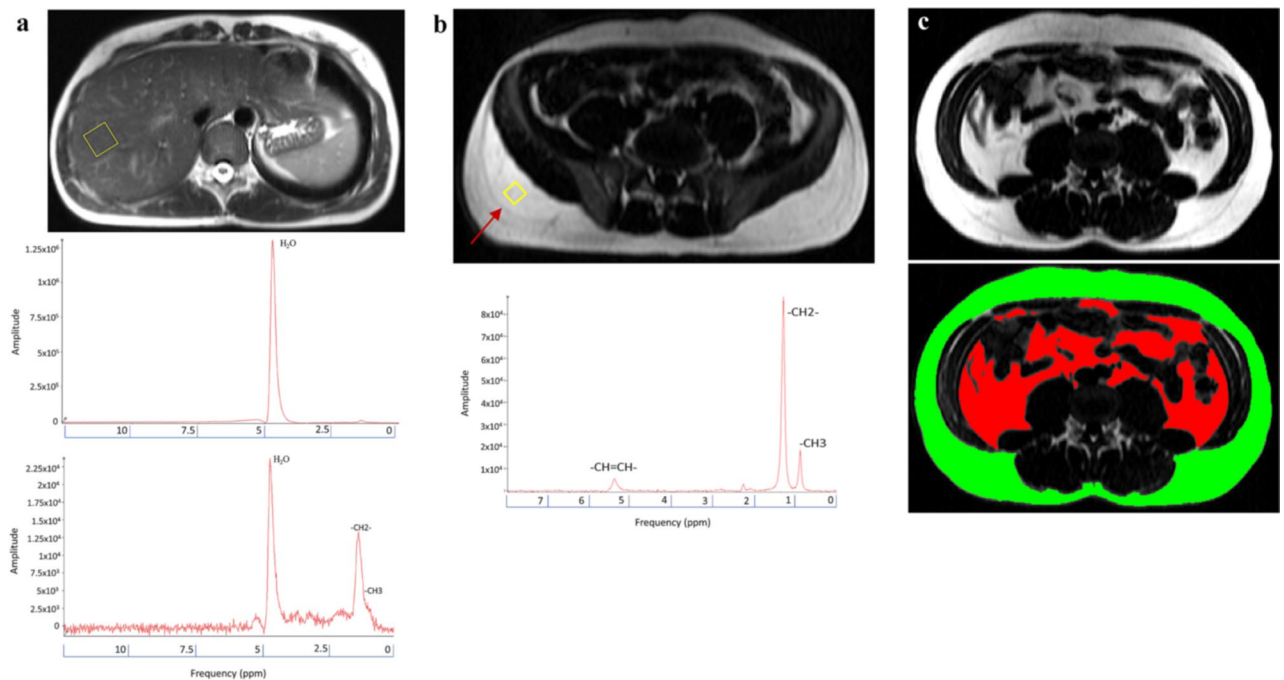 a
Amplitude
1.25x10⁶
1x10⁶
7.5x10⁵
5x10⁵
2.5x10⁵
0
H₂O
10 7.5 5 2.5 0
Amplitude
2.25x10⁴
2x10⁴
1.75x10⁴
1.5x10⁴
1.25x10⁴
1x10⁴
7.5x10³
5x10³
2.5x10³
0
H₂O
-CH2-
-CH3
10 7.5 5 2.5 0
Frequency (ppm)
b
Amplitude
8x10⁴
7x10⁴
6x10⁴
5x10⁴
4x10⁴
3x10⁴
2x10⁴
1x10⁴
-CH2-
-CH3
-CH=CH-
7 6 5 4 3 2 1 0
Frequency (ppm)
c